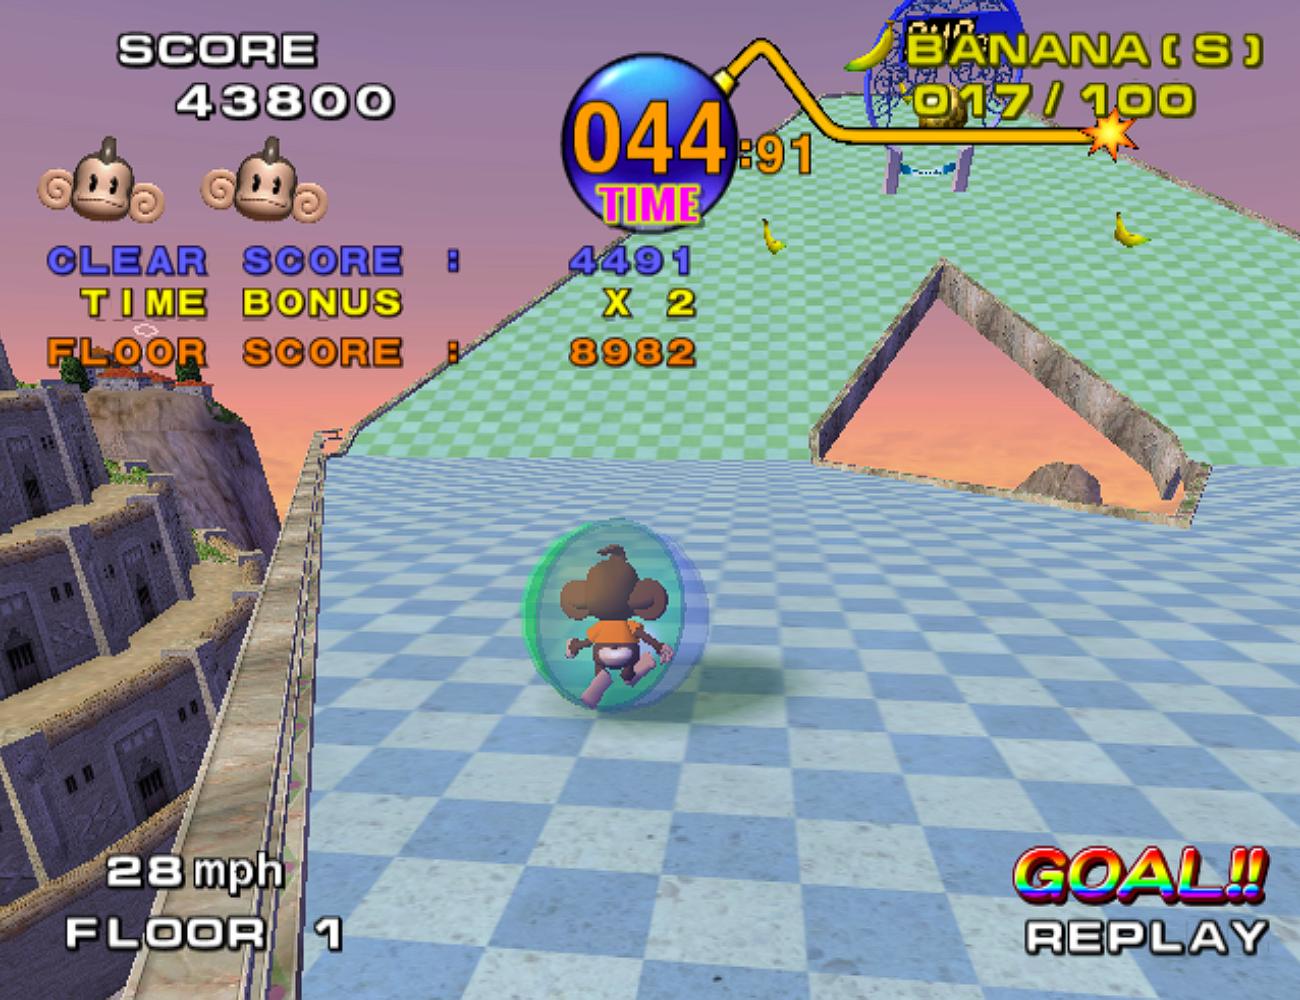 SCORE
43800
044:91
TIME
BANANA(S)
017/100
CLEAR SCORE : 4491
TIME BONUS X 2
FLOOR SCORE : 8982
28 mph
FLOOR 1
GOAL!!
REPLAY